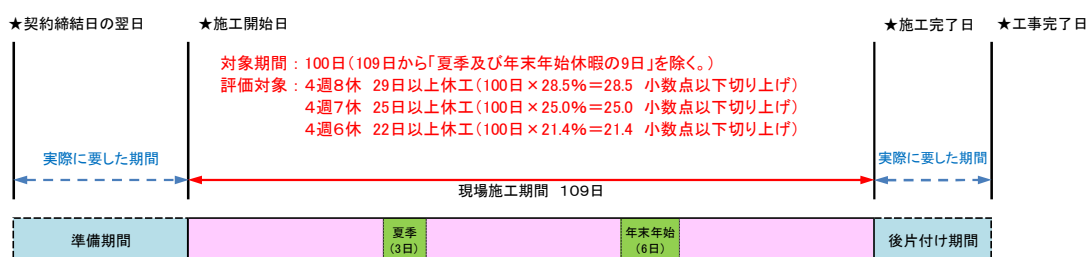 ★契約締結日の翌日
★施工開始日
★施工完了日
★工事完了日
対象期間：100日（109日から「夏季及び年末年始休暇の9日」を除く。）
評価対象：4週8休 29日以上休工（100日×28.5％＝28.5 小数点以下切り上げ）
4週7休 25日以上休工（100日×25.0％＝25.0 小数点以下切り上げ）
4週6休 22日以上休工（100日×21.4％＝21.4 小数点以下切り上げ）
実際に要した期間
実際に要した期間
現場施工期間 109日
準備期間
夏季
（3日）
年末年始
（6日）
後片付け期間